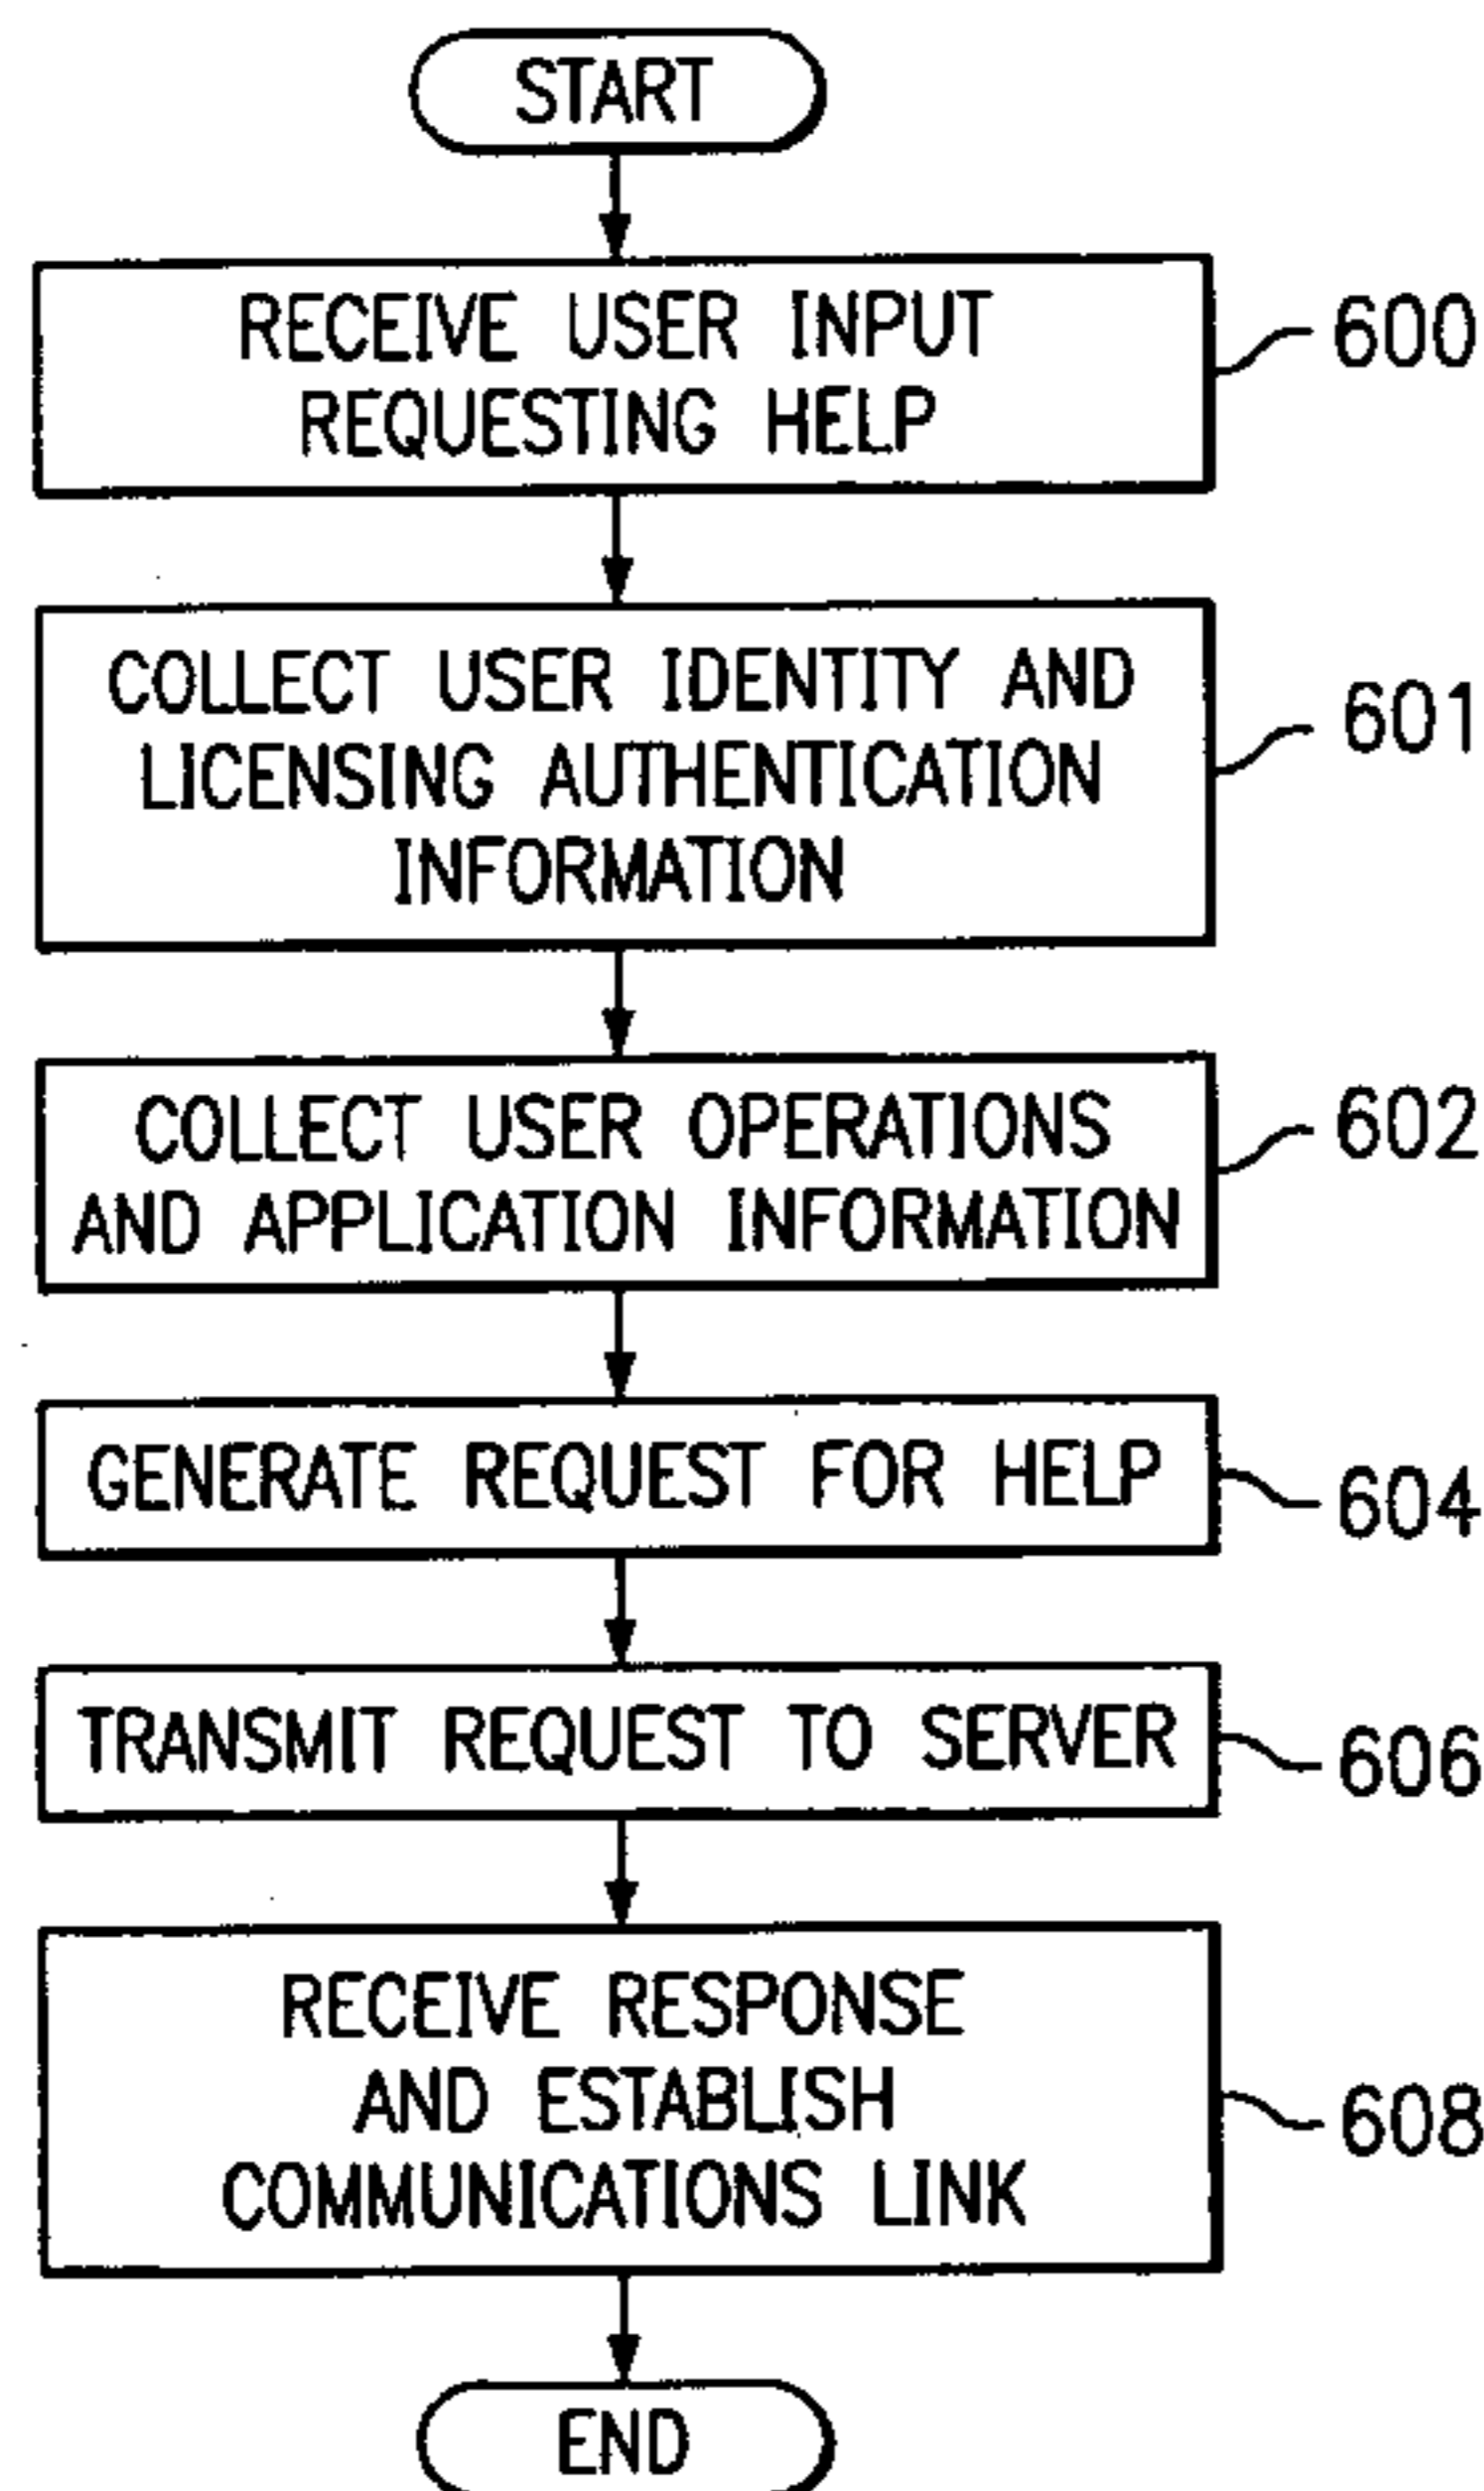 START
RECEIVE USER INPUT
REQUESTING HELP
600
COLLECT USER IDENTITY AND
LICENSING AUTHENTICATION
INFORMATION
601
COLLECT USER OPERATIONS
AND APPLICATION INFORMATION
602
GENERATE REQUEST FOR HELP
604
TRANSMIT REQUEST TO SERVER
606
RECEIVE RESPONSE
AND ESTABLISH
COMMUNICATIONS LINK
608
END